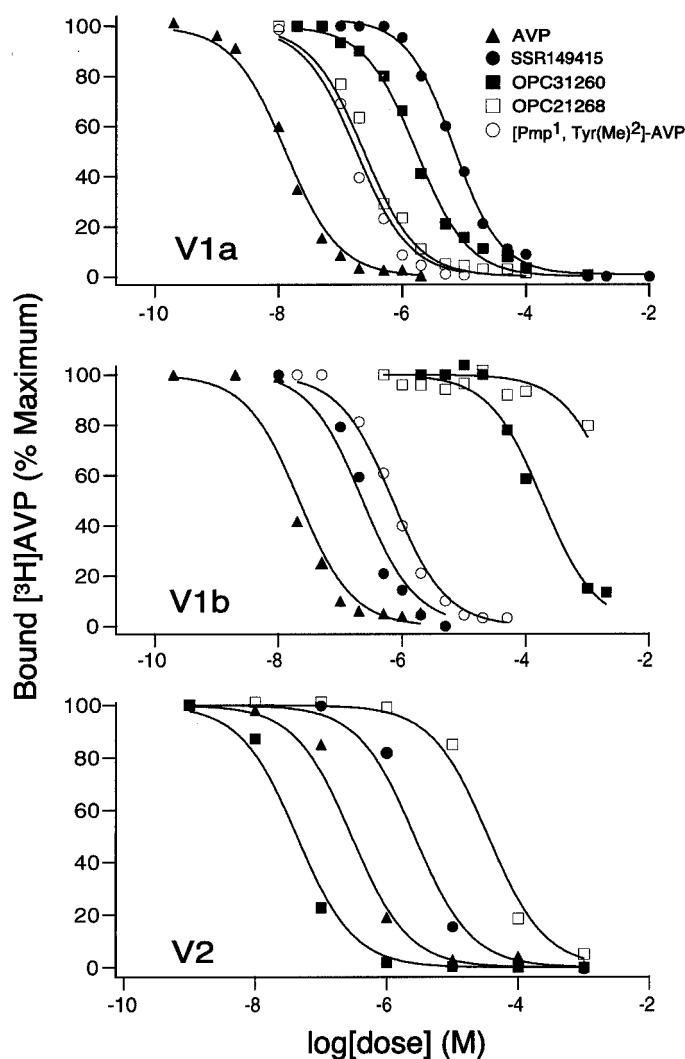 ▲ AVP
● SSR149415
■ OPC31260
□ OPC21268
○ [Pmp1, Tyr(Me)2]-AVP
100
80
60
40
20
0
V1a
-10 -8 -6 -4 -2
Bound [3H]AVP (% Maximum)
100
80
60
40
20
0
V1b
-10 -8 -6 -4 -2
100
80
60
40
20
0
V2
-10 -8 -6 -4 -2
log[dose] (M)